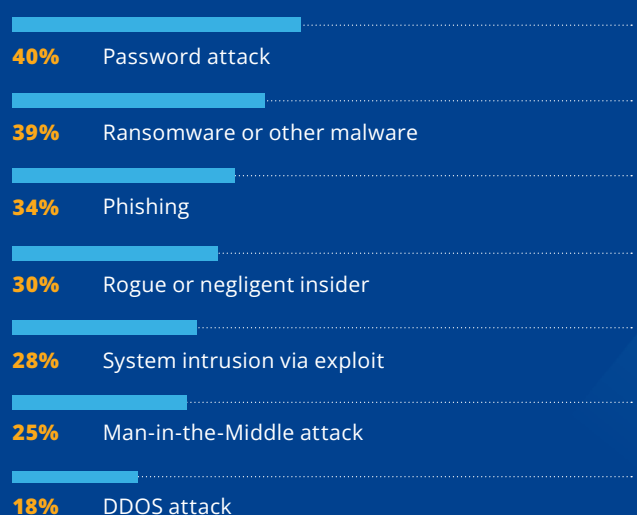 40% Password attack
39% Ransomware or other malware
34% Phishing
30% Rogue or negligent insider
28% System intrusion via exploit
25% Man-in-the-Middle attack
18% DDOS attack